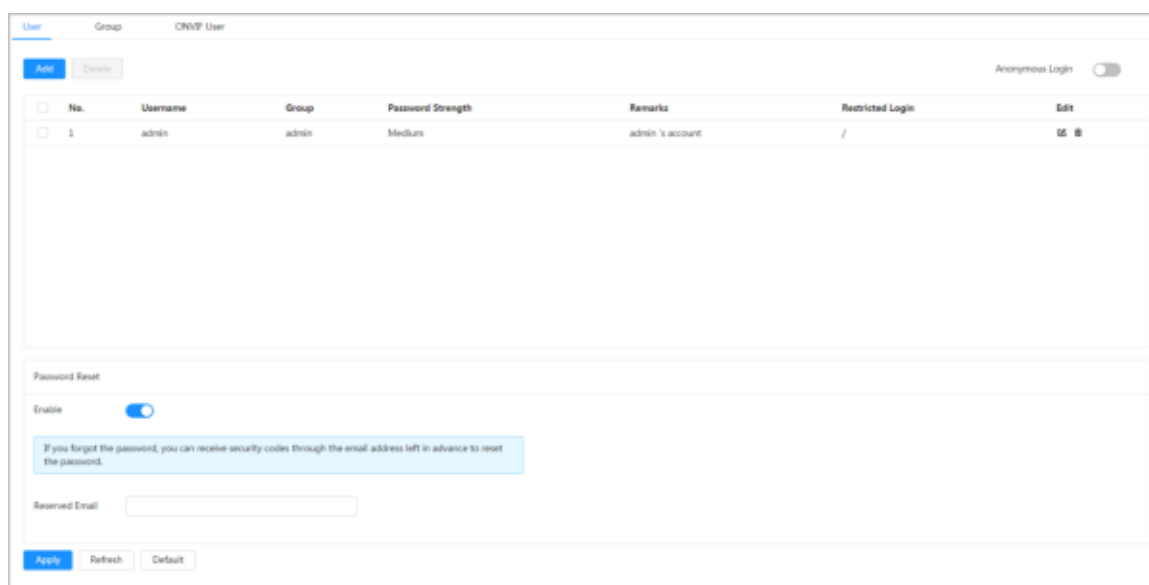 User Group ONVIF User
Add Delete Anonymous Login
No. Username Group Password Strength Remarks Restricted Login Edit
1 admin admin Medium admin 's account /
Password Reset
Enable
If you forgot the password, you can receive security codes through the email address left in advance to reset
the password.
Reserved Email
Apply Refresh Default